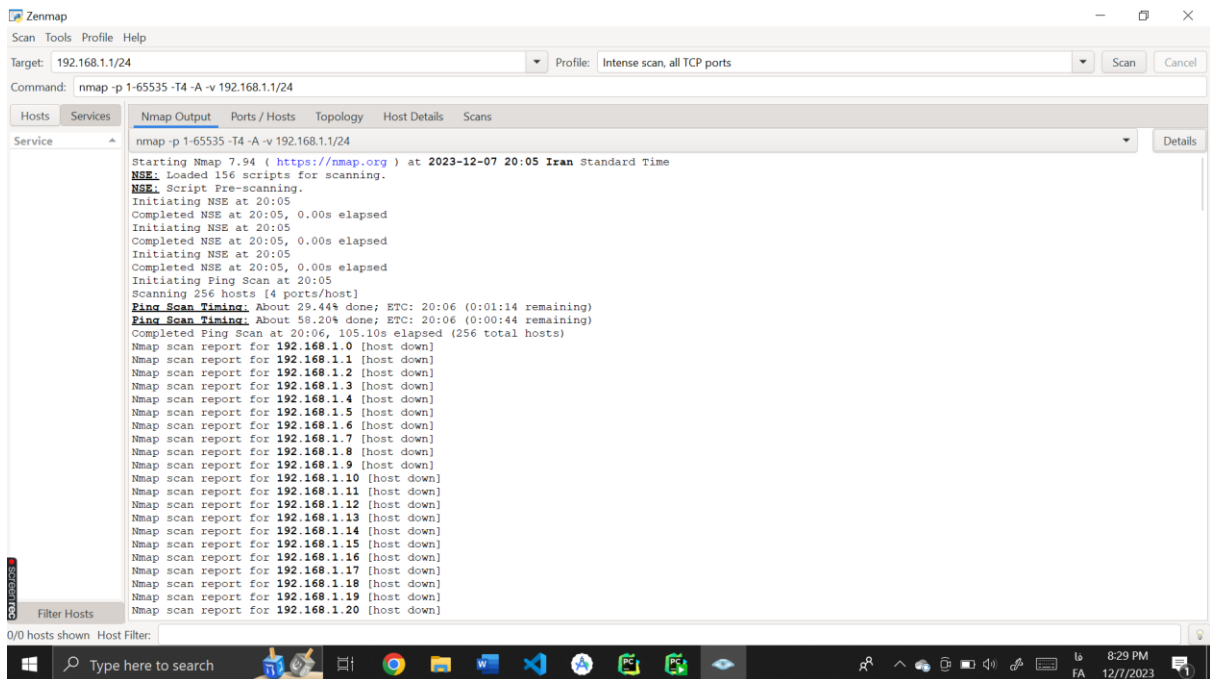 Zenmap
Scan Tools Profile Help
Target: 192.168.1.1/24 Profile: Intense scan, all TCP ports Scan Cancel
Command: nmap -p 1-65535 -T4 -A -v 192.168.1.1/24
Hosts Services Nmap Output Ports / Hosts Topology Host Details Scans
Service nmap -p 1-65535 -T4 -A -v 192.168.1.1/24 Details
Starting Nmap 7.94 ( https://nmap.org ) at 2023-12-07 20:05 Iran Standard Time
NSE: Loaded 156 scripts for scanning.
NSE: Script Pre-scanning.
Initiating NSE at 20:05
Completed NSE at 20:05, 0.00s elapsed
Initiating NSE at 20:05
Completed NSE at 20:05, 0.00s elapsed
Initiating NSE at 20:05
Completed NSE at 20:05, 0.00s elapsed
Initiating Ping Scan at 20:05
Scanning 256 hosts [4 ports/host]
Ping Scan Timing: About 29.44% done; ETC: 20:06 (0:01:14 remaining)
Ping Scan Timing: About 58.20% done; ETC: 20:06 (0:00:44 remaining)
Completed Ping Scan at 20:06, 105.10s elapsed (256 total hosts)
Nmap scan report for 192.168.1.0 [host down]
Nmap scan report for 192.168.1.1 [host down]
Nmap scan report for 192.168.1.2 [host down]
Nmap scan report for 192.168.1.3 [host down]
Nmap scan report for 192.168.1.4 [host down]
Nmap scan report for 192.168.1.5 [host down]
Nmap scan report for 192.168.1.6 [host down]
Nmap scan report for 192.168.1.7 [host down]
Nmap scan report for 192.168.1.8 [host down]
Nmap scan report for 192.168.1.9 [host down]
Nmap scan report for 192.168.1.10 [host down]
Nmap scan report for 192.168.1.11 [host down]
Nmap scan report for 192.168.1.12 [host down]
Nmap scan report for 192.168.1.13 [host down]
Nmap scan report for 192.168.1.14 [host down]
Nmap scan report for 192.168.1.15 [host down]
Nmap scan report for 192.168.1.16 [host down]
Nmap scan report for 192.168.1.17 [host down]
Nmap scan report for 192.168.1.18 [host down]
Nmap scan report for 192.168.1.19 [host down]
Nmap scan report for 192.168.1.20 [host down]
screenrec
Filter Hosts
0/0 hosts shown Host Filter:
Type here to search
فا
FA
8:29 PM
12/7/2023
1